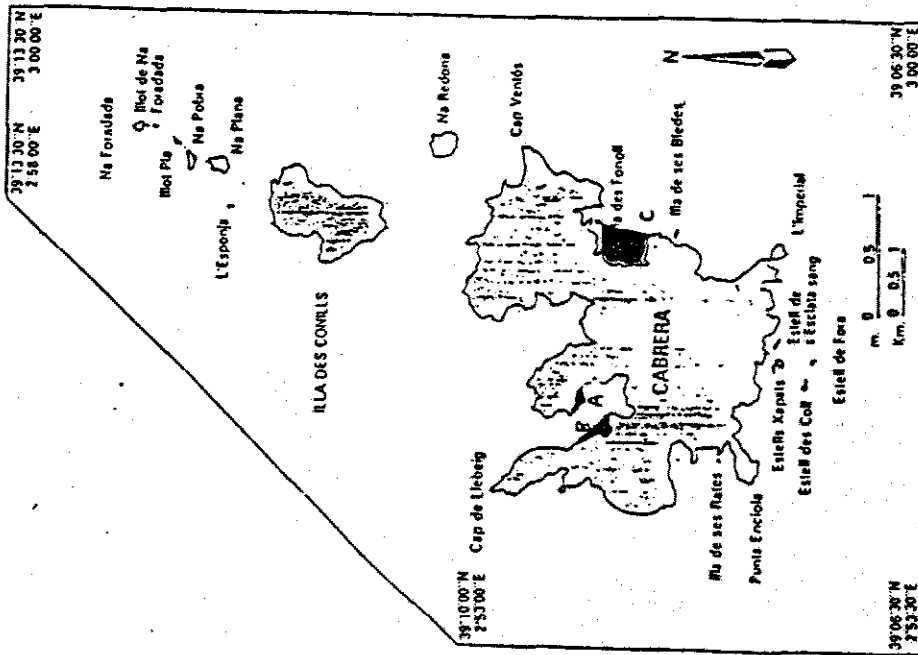 39°13'30"N
2°58'00"E
39°13'30"N
3°00'00"E
Na Foradada
Illot de Na
Foradada
Illot Pla
Na Pobra
Na Plana
L'Esponja
ILLA DES CONILLS
Na Redona
Cap Ventós
39°10'00"N
2°53'00"E
Cap de Llebeig
B
A
CABRERA
a des Fonoll
C
Illa de ses Bledes
N
Illa de ses Rates
Punta Enciola
Estells Xapats
Estell des Coll
Estell de
s Esclata sang
Estell de Fora
L'Imperial
m. 0 0.5 1
Km. 0 0.5 1
39°06'30"N
2°53'30"E
39°06'30"N
3°00'00"E